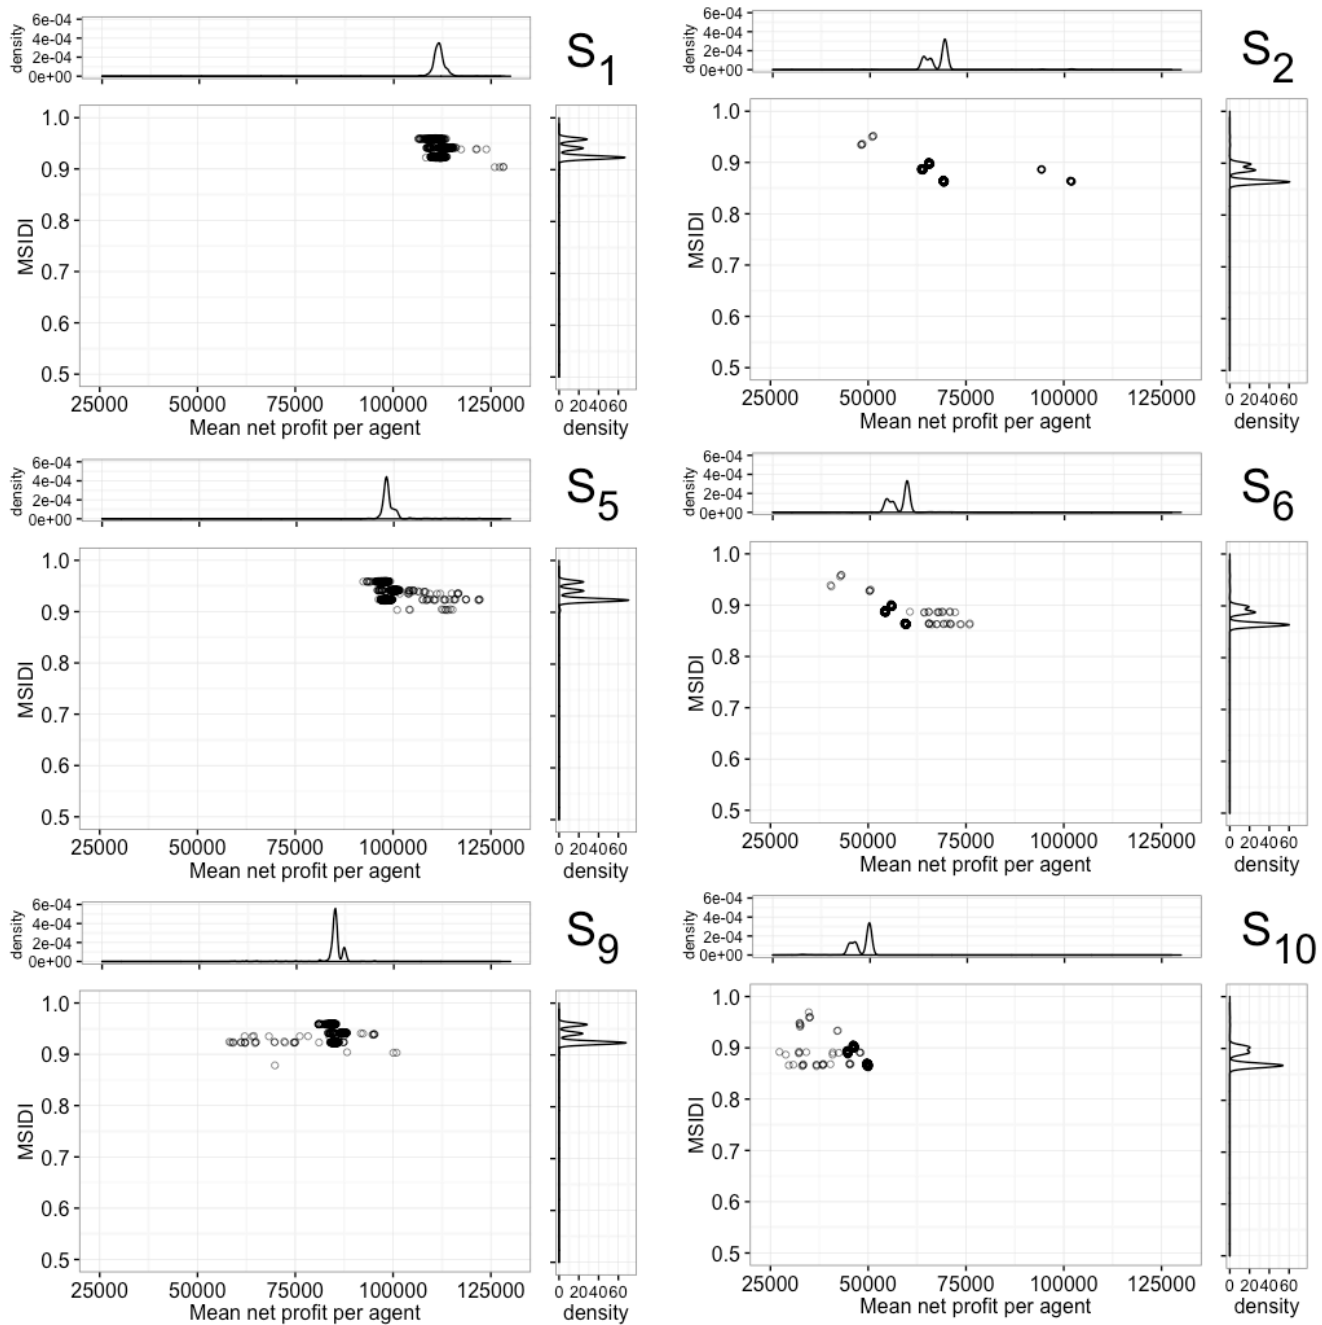 6e-04
4e-04
2e-04
0e+00
density
S1
1.0
0.9
0.8
0.7
0.6
0.5
MSIDI
25000 50000 75000 100000 125000
Mean net profit per agent
0 204060
density
6e-04
4e-04
2e-04
0e+00
density
S2
1.0
0.9
0.8
0.7
0.6
0.5
MSIDI
25000 50000 75000 100000 125000
Mean net profit per agent
0 204060
density
6e-04
4e-04
2e-04
0e+00
density
S5
1.0
0.9
0.8
0.7
0.6
0.5
MSIDI
25000 50000 75000 100000 125000
Mean net profit per agent
0 204060
density
6e-04
4e-04
2e-04
0e+00
density
S6
1.0
0.9
0.8
0.7
0.6
0.5
MSIDI
25000 50000 75000 100000 125000
Mean net profit per agent
0 204060
density
6e-04
4e-04
2e-04
0e+00
density
S9
1.0
0.9
0.8
0.7
0.6
0.5
MSIDI
25000 50000 75000 100000 125000
Mean net profit per agent
0 204060
density
6e-04
4e-04
2e-04
0e+00
density
S10
1.0
0.9
0.8
0.7
0.6
0.5
MSIDI
25000 50000 75000 100000 125000
Mean net profit per agent
0 204060
density